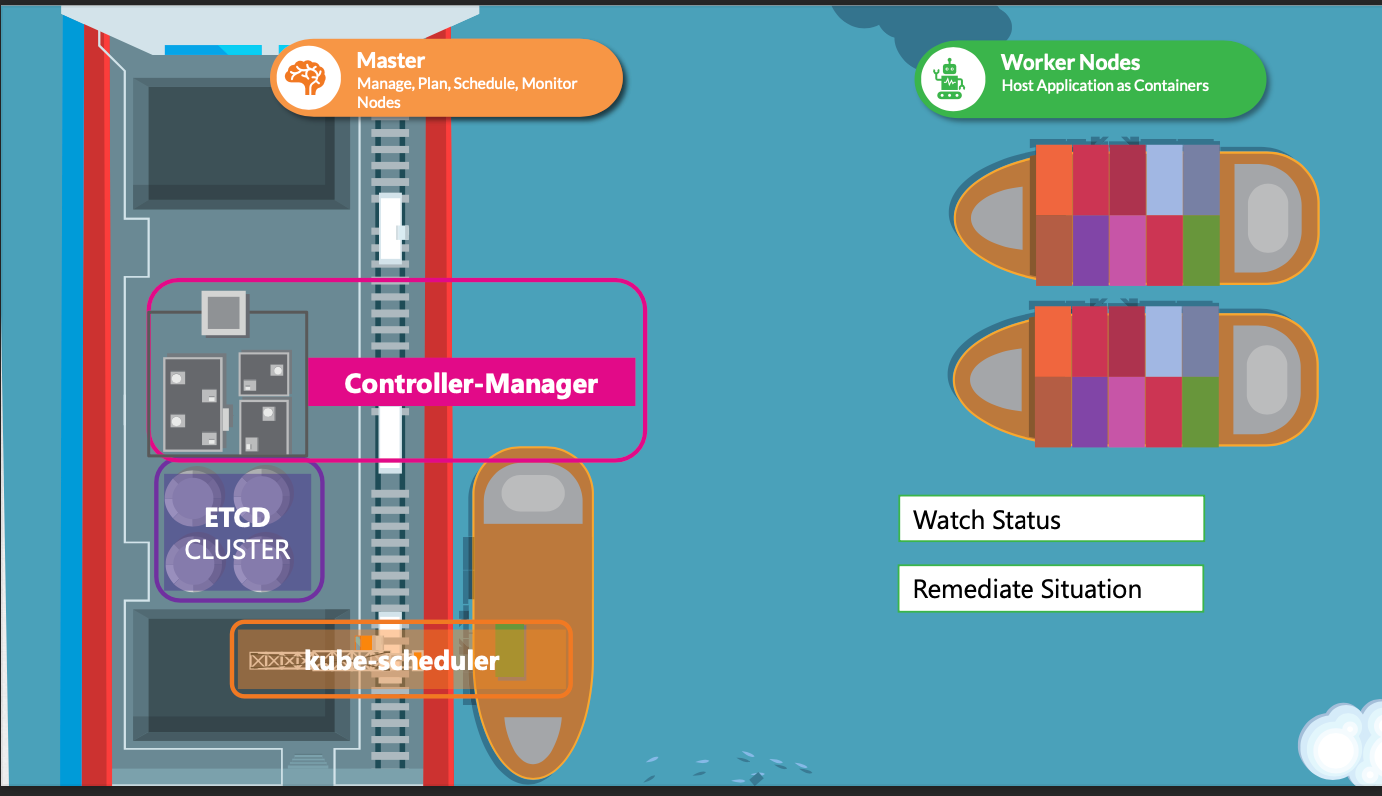 Master
Manage, Plan, Schedule, Monitor
Nodes
Worker Nodes
Host Application as Containers
Controller-Manager
ETCD
CLUSTER
Watch Status
Remediate Situation
kube-scheduler